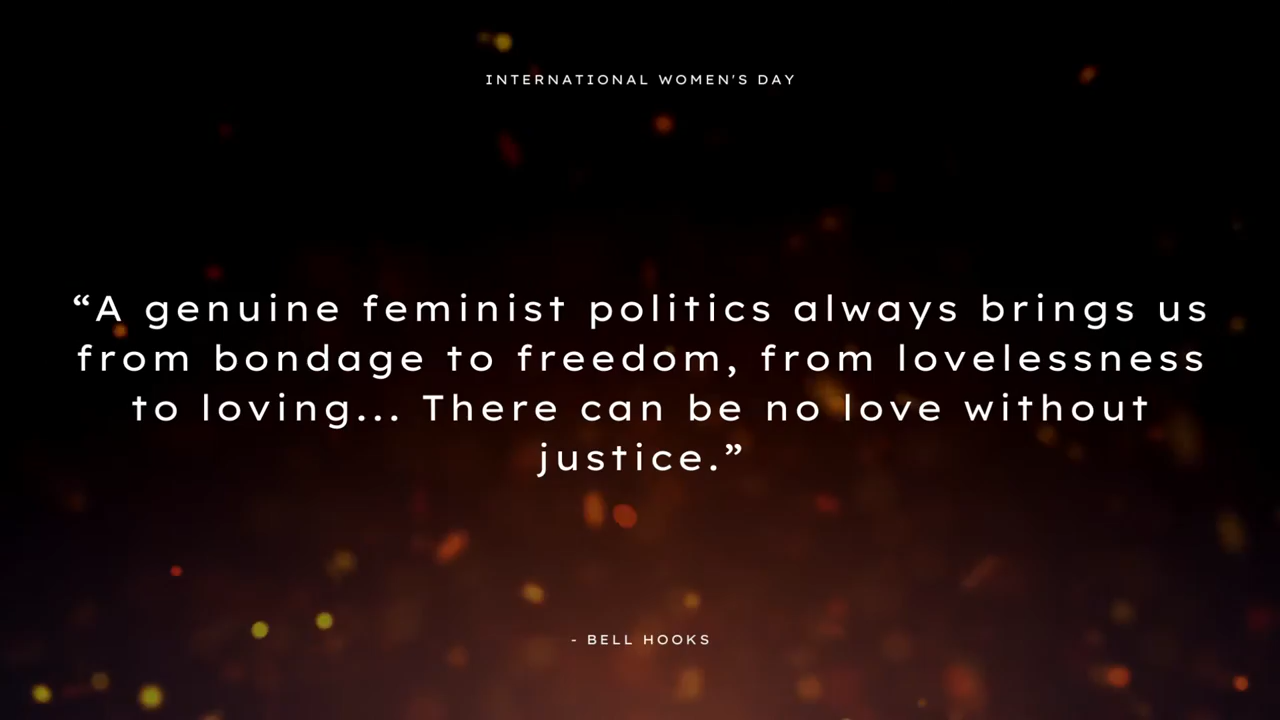 INTERNATIONAL WOMEN'S DAY
“A genuine feminist politics always brings us
from bondage to freedom, from lovelessness
to loving... There can be no love without
justice.”
- BELL HOOKS